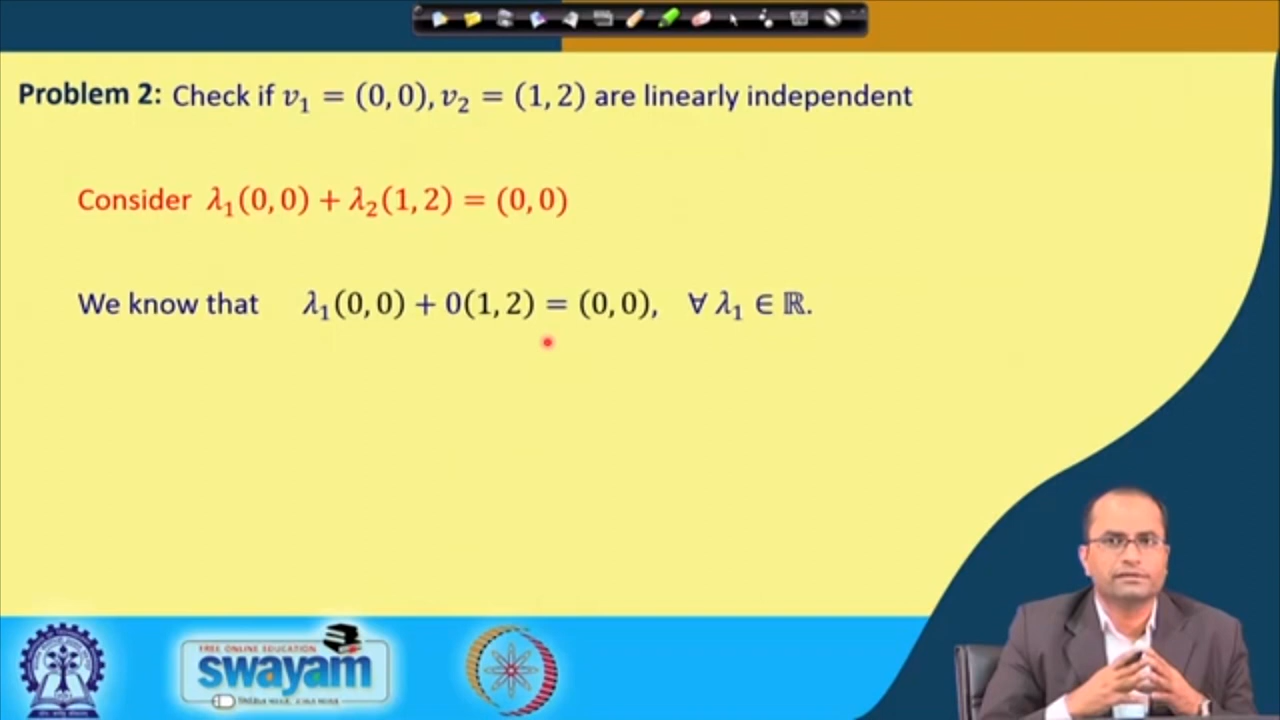 Problem 2: Check if v₁ = (0, 0), v₂ = (1, 2) are linearly independent
Consider λ₁(0, 0) + λ₂(1, 2) = (0, 0)
We know that λ₁(0, 0) + 0(1, 2) = (0, 0), ∀ λ₁ ∈ ℝ.
FREE ONLINE EDUCATION
swayam